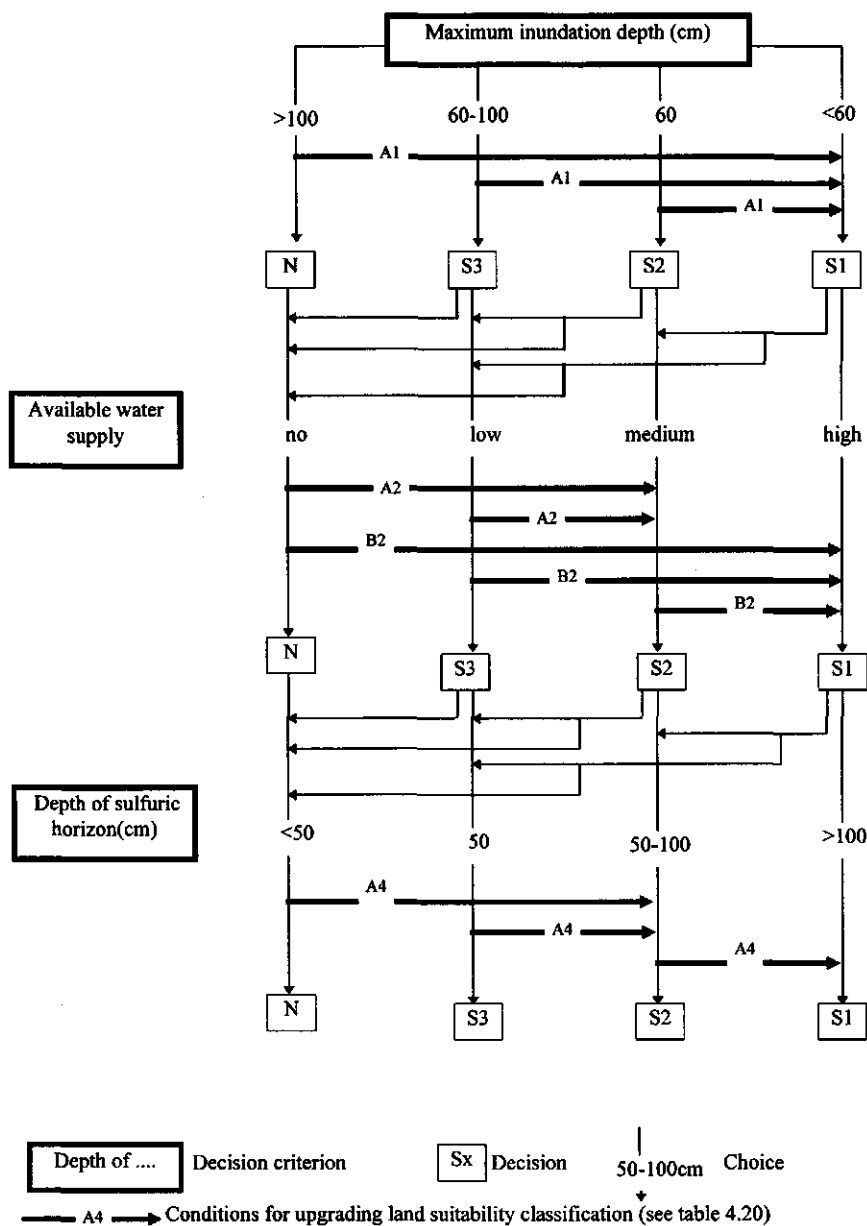 Maximum inundation depth (cm)
>100 60-100 60 <60
A1
A1
A1
N S3 S2 S1
Available water
supply
no low medium high
A2
A2
B2
B2
B2
N S3 S2 S1
Depth of sulfuric
horizon(cm)
<50 50 50-100 >100
A4
A4
A4
N S3 S2 S1
Depth of .... Decision criterion Sx Decision 50-100cm Choice
A4 Conditions for upgrading land suitability classification (see table 4.20)